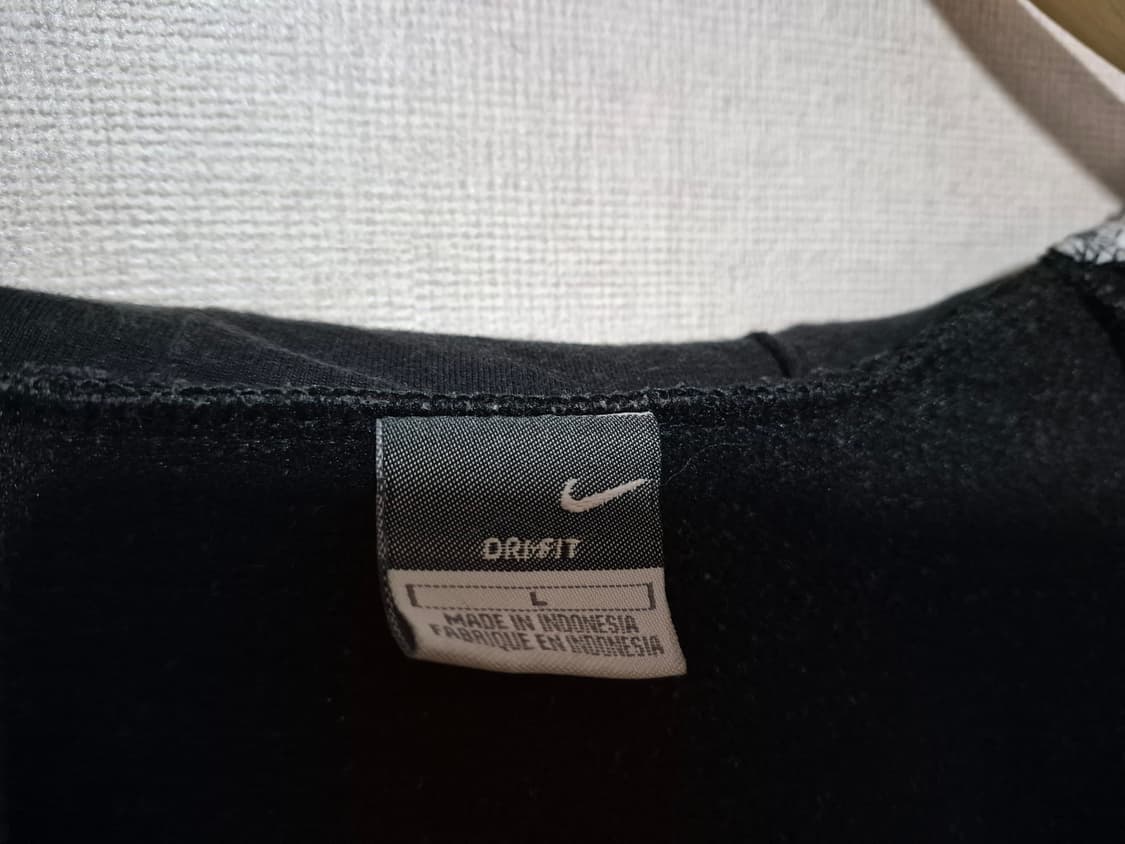 DRI-FIT
L
MADE IN INDONESIA
FABRIQUE EN INDONESIA